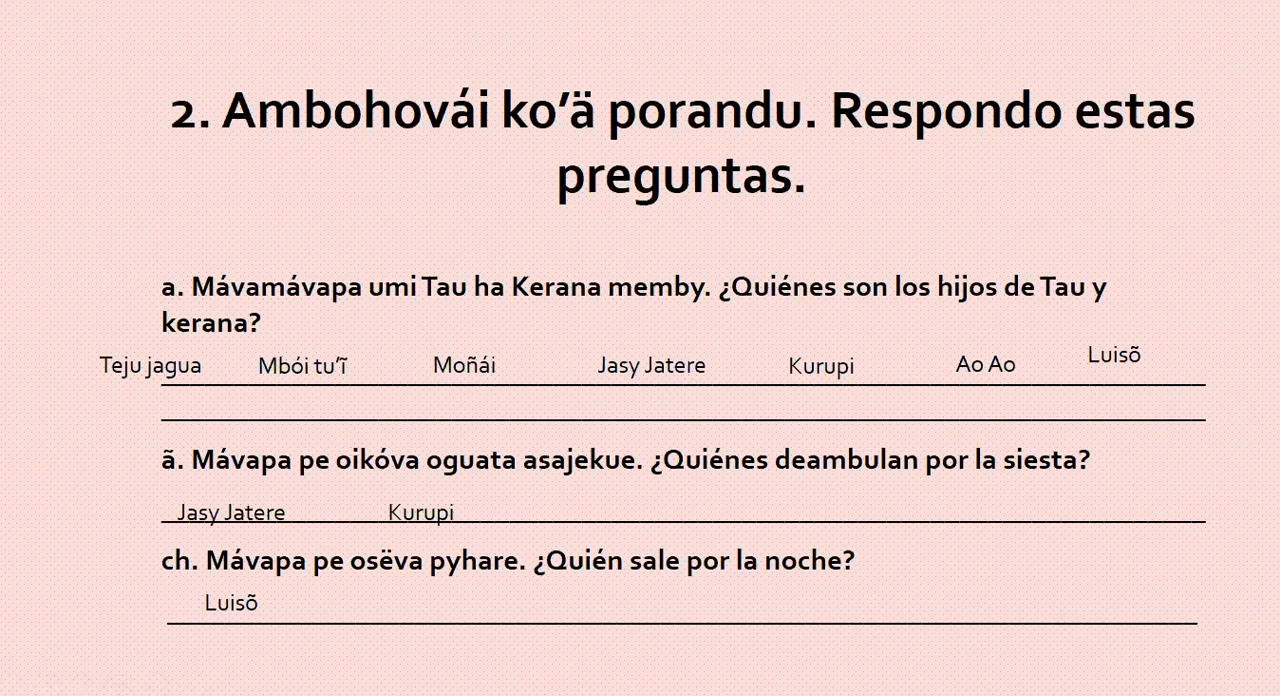 2. Ambohovái ko’ä porandu. Respondo estas
preguntas.
a. Mávamávapa umi Tau ha Kerana memby. ¿Quiénes son los hijos de Tau y
kerana?
Teju jagua Mbói tu’ĩ Moñái Jasy Jatere Kurupi Ao Ao Luisõ
ã. Mávapa pe oikóva oguata asajekue. ¿Quiénes deambulan por la siesta?
Jasy Jatere Kurupi
ch. Mávapa pe osëva pyhare. ¿Quién sale por la noche?
Luisõ